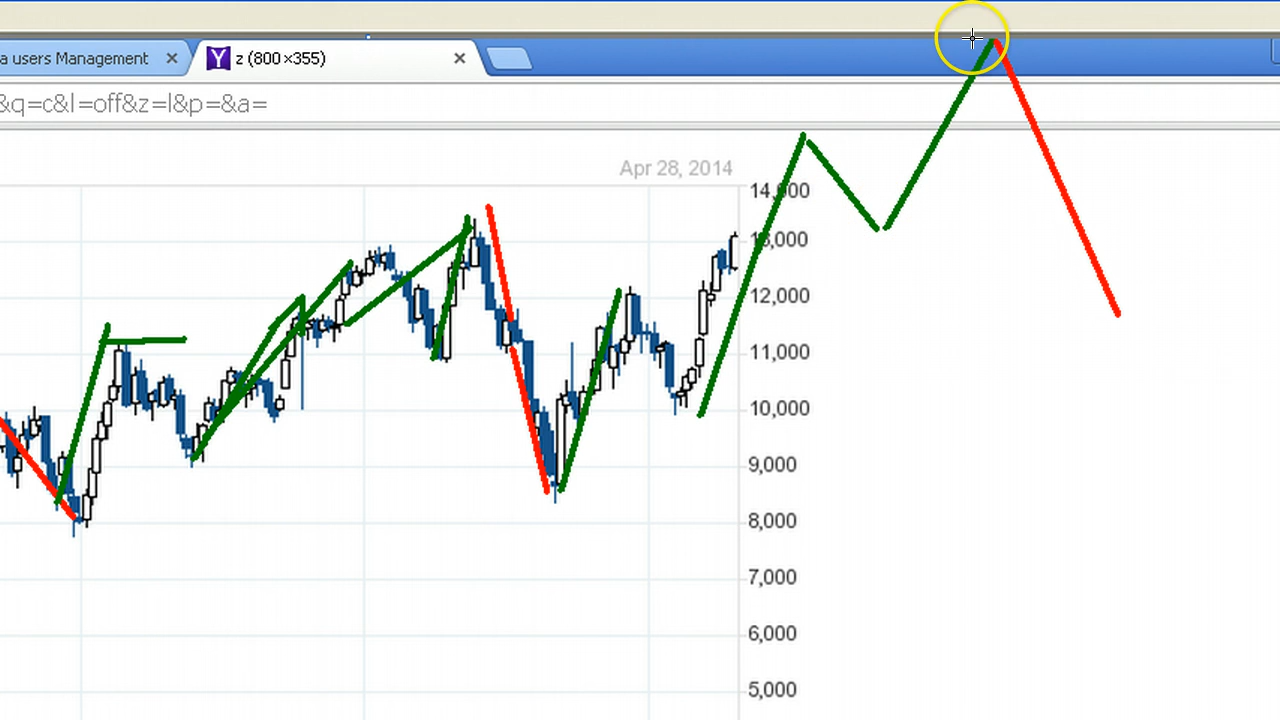 a users Management
z (800×355)
&q=c&l=off&z=l&p=&a=
Apr 28, 2014
14,000
13,000
12,000
11,000
10,000
9,000
8,000
7,000
6,000
5,000